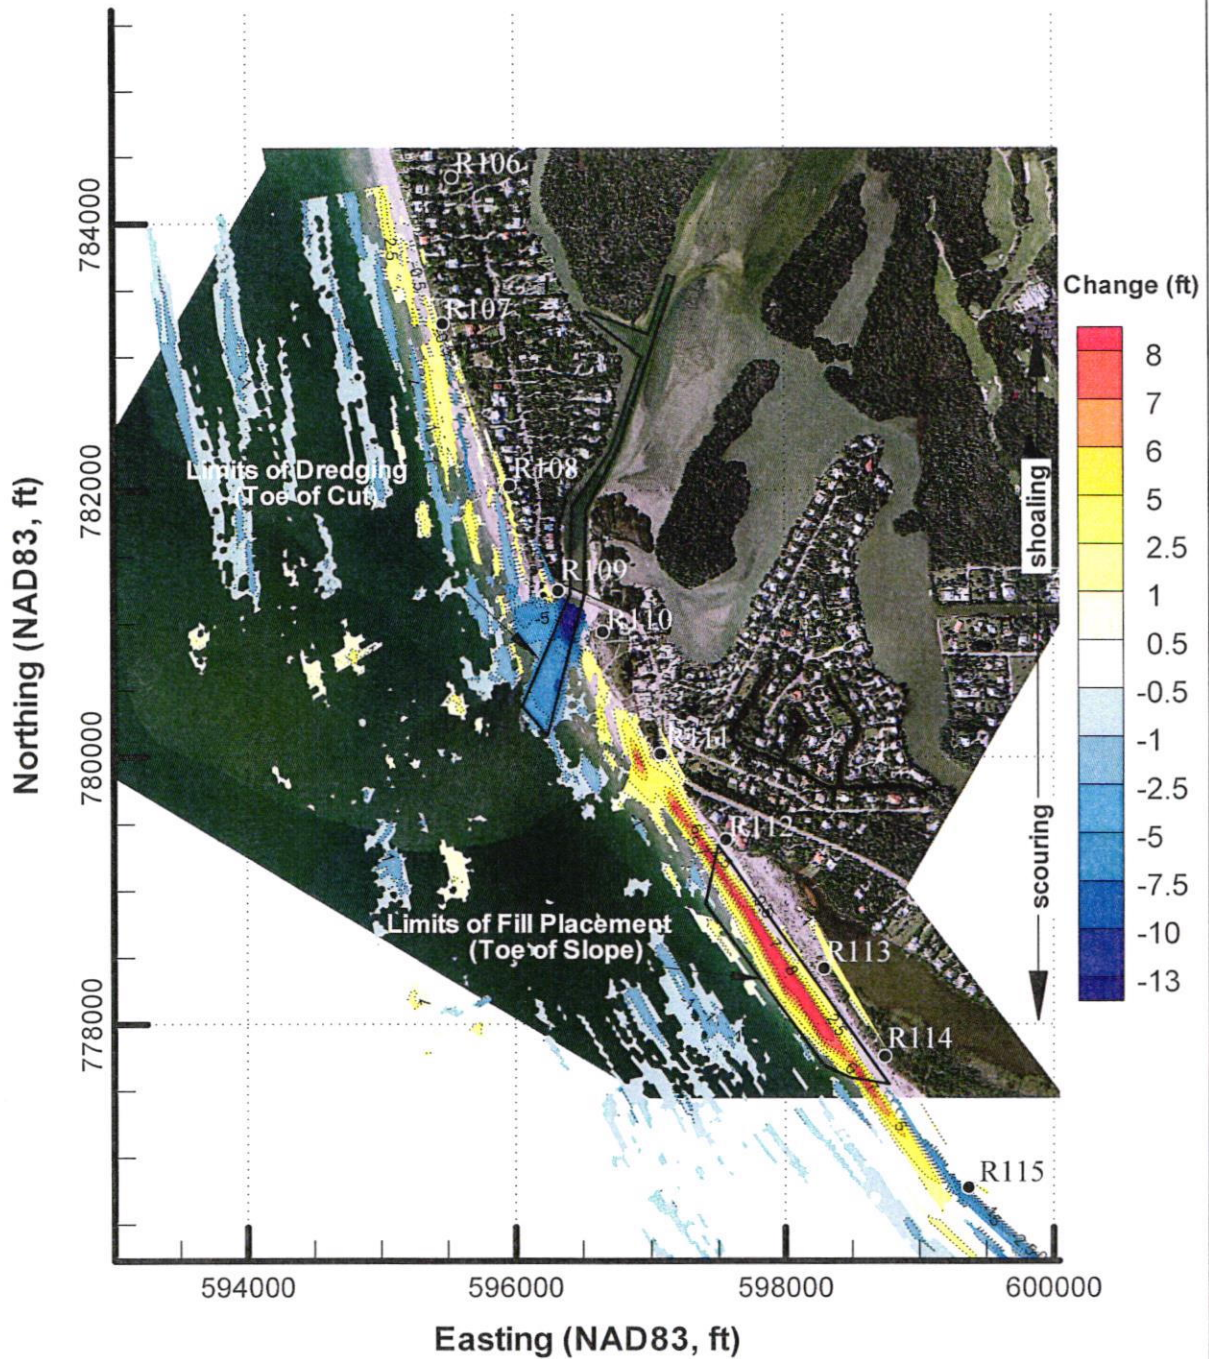 R106
84000
784000
Change (ft)
R107
8
7
6
5
2.5
1
0.5
-0.5
-1
-2.5
-5
-7.5
-10
-13
shoaling
scouring
Limits of Dredging
(Toe of Cut)
R108
782000
R109
R110
-5
Northing (NAD83, ft)
780000
R111
R112
Limits of Fill Placement
(Toe of Slope)
R113
778000
R114
R115
594000
596000
598000
600000
Easting (NAD83, ft)